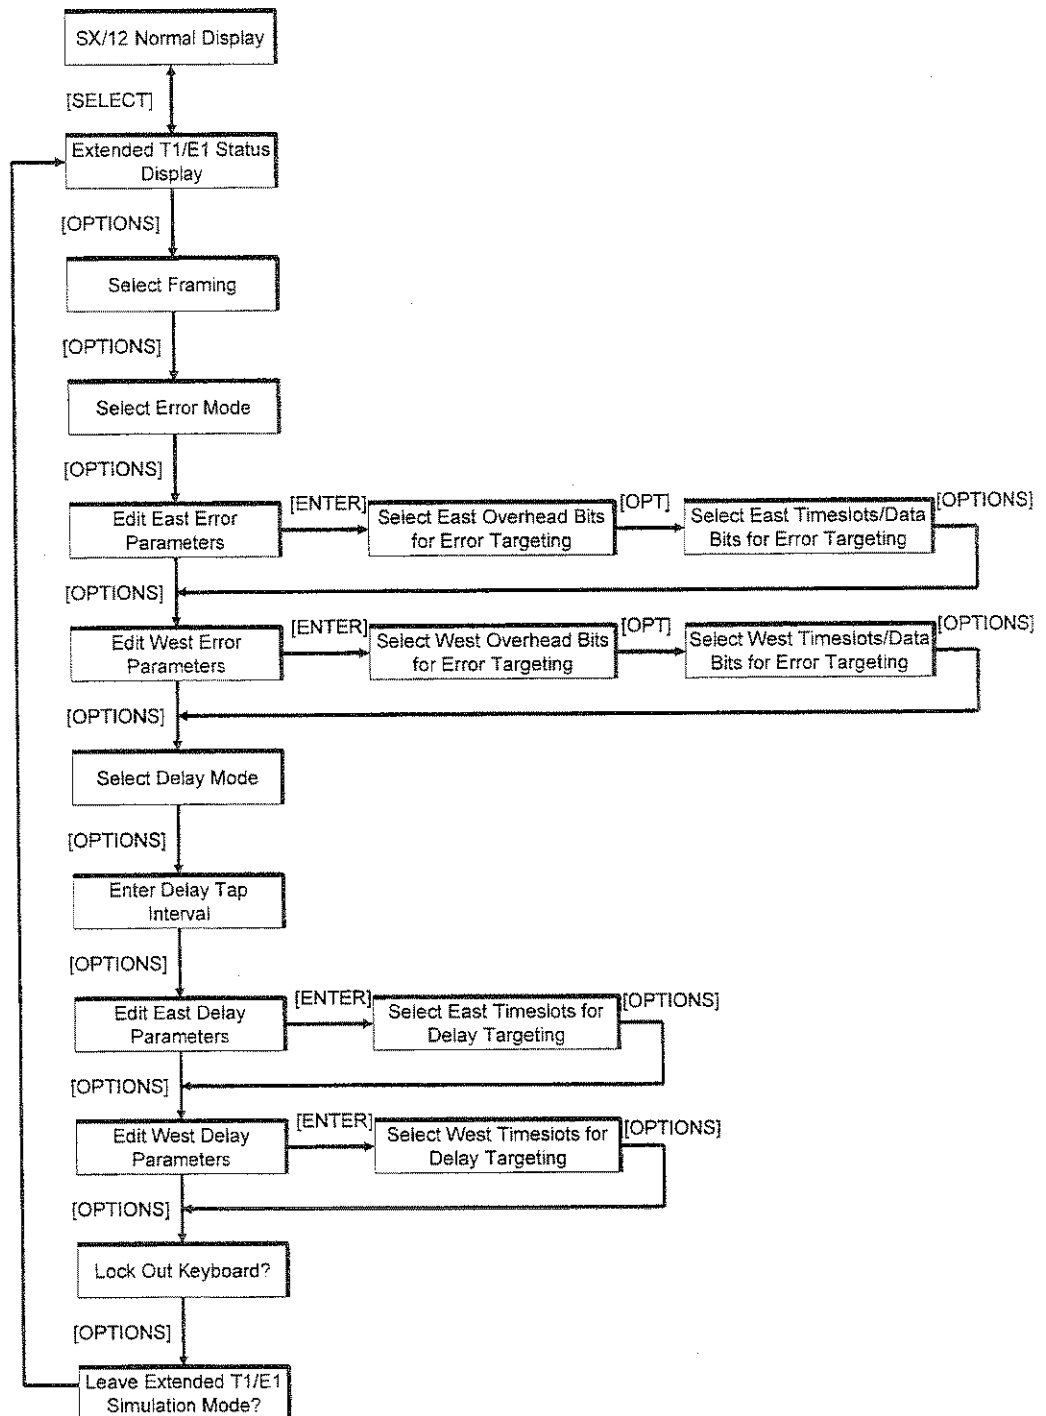 SX/12 Normal Display
[SELECT]
Extended T1/E1 Status
Display
[OPTIONS]
Select Framing
[OPTIONS]
Select Error Mode
[OPTIONS]
Edit East Error
Parameters
[ENTER]
Select East Overhead Bits
for Error Targeting
[OPT]
Select East Timeslots/Data
Bits for Error Targeting
[OPTIONS]
[OPTIONS]
Edit West Error
Parameters
[ENTER]
Select West Overhead Bits
for Error Targeting
[OPT]
Select West Timeslots/Data
Bits for Error Targeting
[OPTIONS]
[OPTIONS]
Select Delay Mode
[OPTIONS]
Enter Delay Tap
Interval
[OPTIONS]
Edit East Delay
Parameters
[ENTER]
Select East Timeslots for
Delay Targeting
[OPTIONS]
[OPTIONS]
Edit West Delay
Parameters
[ENTER]
Select West Timeslots for
Delay Targeting
[OPTIONS]
[OPTIONS]
Lock Out Keyboard?
[OPTIONS]
Leave Extended T1/E1
Simulation Mode?